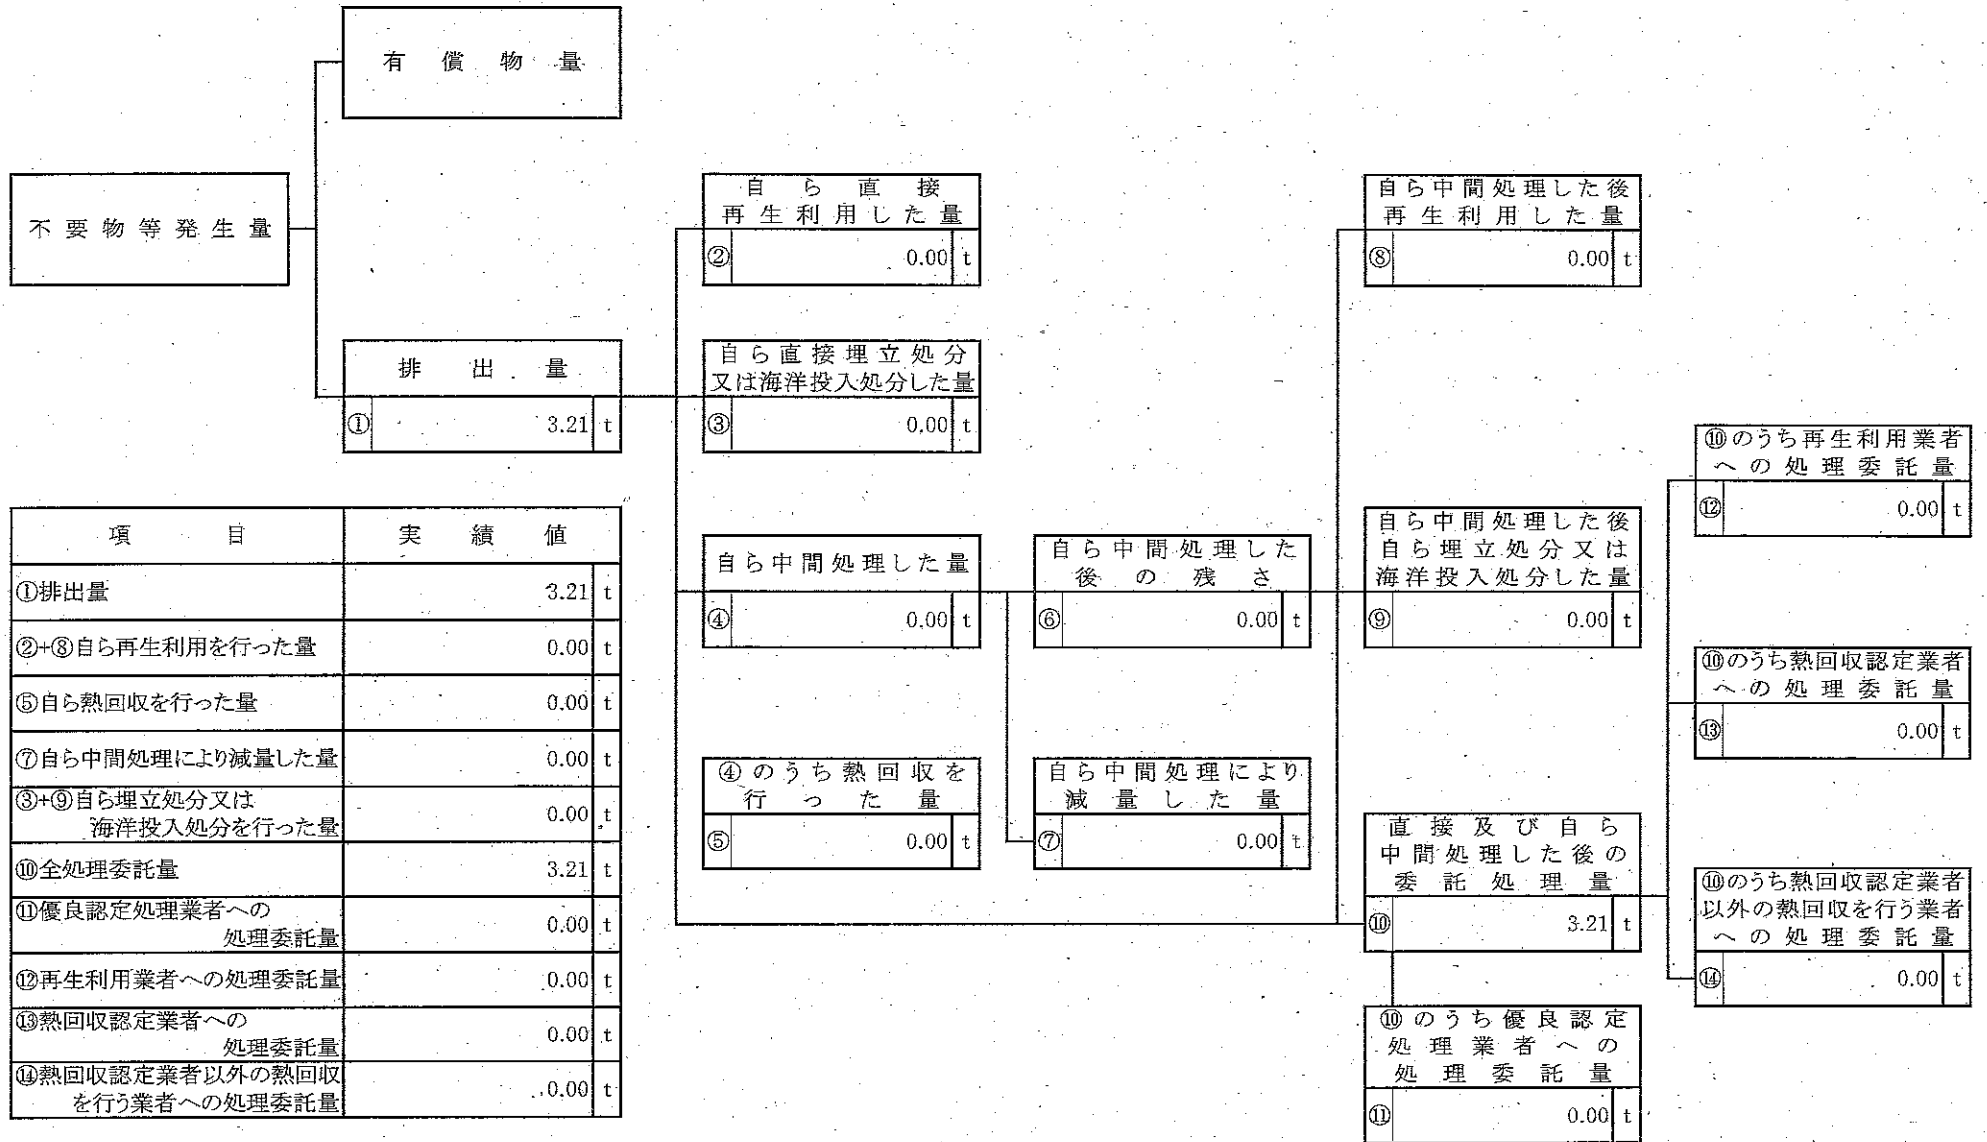 有償物量
不要物等発生量
排出量
① 3.21 t
自ら直接
再生利用した量
② 0.00 t
自ら直接埋立処分
又は海洋投入処分した量
③ 0.00 t
自ら中間処理した量
④ 0.00 t
④のうち熱回収を
行った量
⑤ 0.00 t
自ら中間処理した
後の残さ
⑥ 0.00 t
自ら中間処理により
減量した量
⑦ 0.00 t
自ら中間処理した後
再生利用した量
⑧ 0.00 t
自ら中間処理した後
自ら埋立処分又は
海洋投入処分した量
⑨ 0.00 t
直接及び自ら
中間処理した後の
委託処理量
⑩ 3.21 t
⑩のうち優良認定
処理業者への
処理委託量
⑪ 0.00 t
⑩のうち再生利用業者
への処理委託量
⑫ 0.00 t
⑩のうち熱回収認定業者
への処理委託量
⑬ 0.00 t
⑩のうち熱回収認定業者
以外の熱回収を行う業者
への処理委託量
⑭ 0.00 t
項目 実績値
①排出量 3.21 t
②+⑧自ら再生利用を行った量 0.00 t
⑤自ら熱回収を行った量 0.00 t
⑦自ら中間処理により減量した量 0.00 t
③+⑨自ら埋立処分又は
海洋投入処分を行った量 0.00 t
⑩全処理委託量 3.21 t
⑪優良認定処理業者への
処理委託量 0.00 t
⑫再生利用業者への処理委託量 0.00 t
⑬熱回収認定業者への
処理委託量 0.00 t
⑭熱回収認定業者以外の熱回収
を行う業者への処理委託量 0.00 t